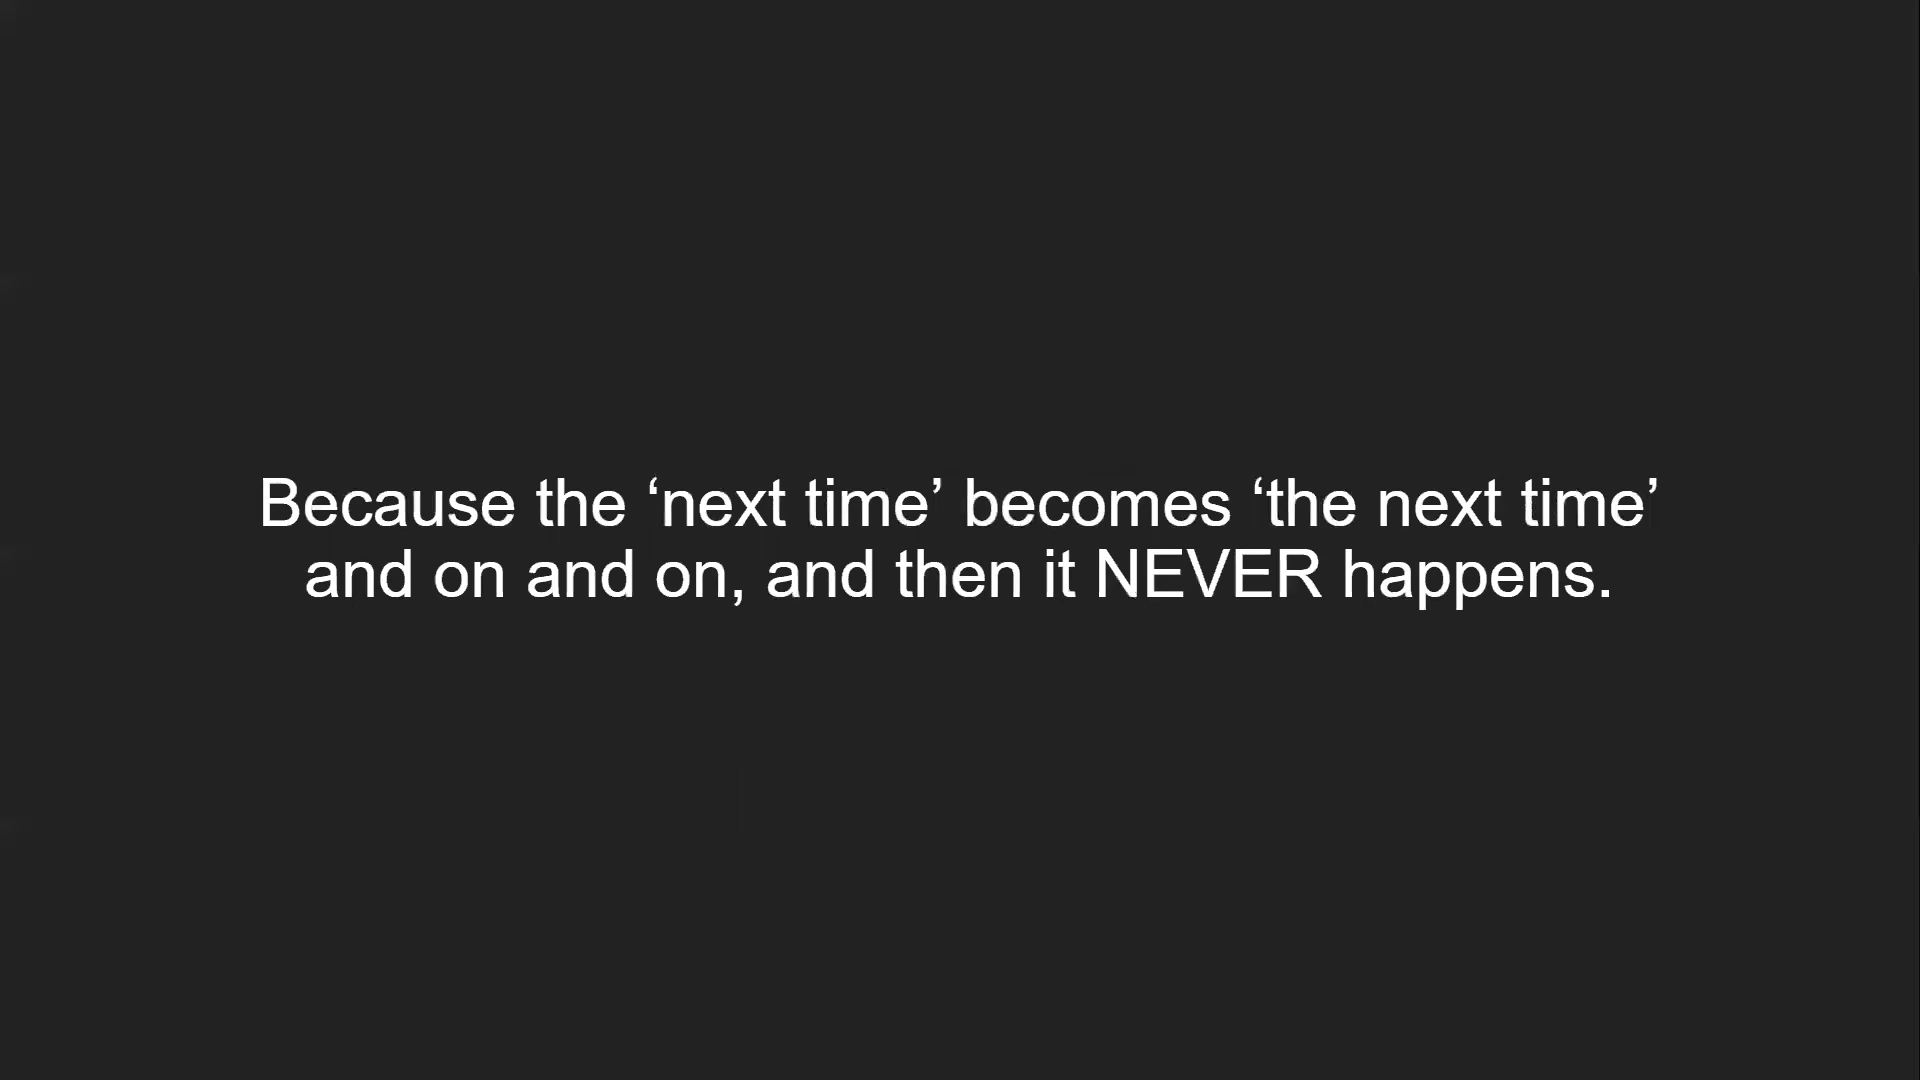 Because the ‘next time’ becomes ‘the next time’
and on and on, and then it NEVER happens.